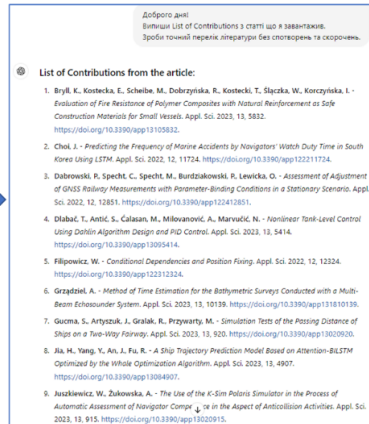 Доброго дня!
Випиши List of Contributions з статті що я завантажив.
Зроби точний перелік літератури без спотворень та скорочень.
List of Contributions from the article:
1. Bryll, K., Kostecka, E., Scheibe, M., Dobrzyńska, R., Kostecki, T., Ślączka, W., Korczyńska, I. -
Evaluation of Fire Resistance of Polymer Composites with Natural Reinforcement as Safe
Construction Materials for Small Vessels. Appl. Sci. 2023, 13, 5832.
https://doi.org/10.3390/app13105832.
2. Choi, J. - Predicting the Frequency of Marine Accidents by Navigators' Watch Duty Time in South
Korea Using LSTM. Appl. Sci. 2022, 12, 11724. https://doi.org/10.3390/app122211724.
3. Dabrowski, P., Specht, C., Specht, M., Burdziakowski, P., Lewicka, O. - Assessment of Adjustment
of GNSS Railway Measurements with Parameter-Binding Conditions in a Stationary Scenario. Appl.
Sci. 2022, 12, 12851. https://doi.org/10.3390/app122412851.
4. Dlabač, T., Antić, S., Ćalasan, M., Milovanović, A., Marvučić, N. - Nonlinear Tank-Level Control
Using Dahlin Algorithm Design and PID Control. Appl. Sci. 2023, 13, 5414.
https://doi.org/10.3390/app13095414.
5. Filipowicz, W. - Conditional Dependencies and Position Fixing. Appl. Sci. 2022, 12, 12324.
https://doi.org/10.3390/app122312324.
6. Grządziel, A. - Method of Time Estimation for the Bathymetric Surveys Conducted with a Multi-
Beam Echosounder System. Appl. Sci. 2023, 13, 10139. https://doi.org/10.3390/app131810139.
7. Gucma, S., Artyszuk, J., Gralak, R., Przywarty, M. - Simulation Tests of the Passing Distance of
Ships on a Two-Way Fairway. Appl. Sci. 2023, 13, 920. https://doi.org/10.3390/app13020920.
8. Jia, H., Yang, Y., An, J., Fu, R. - A Ship Trajectory Prediction Model Based on Attention-BILSTM
Optimized by the Whole Optimization Algorithm. Appl. Sci. 2023, 13, 4907.
https://doi.org/10.3390/app13084907.
9. Juszkiewicz, W., Żukowska, A. - The Use of the K-Sim Polaris Simulator in the Process of
Automatic Assessment of Navigator Compe ce in the Aspect of Anticollision Activities. Appl. Sci.
2023, 13, 915. https://doi.org/10.3390/app13020915.